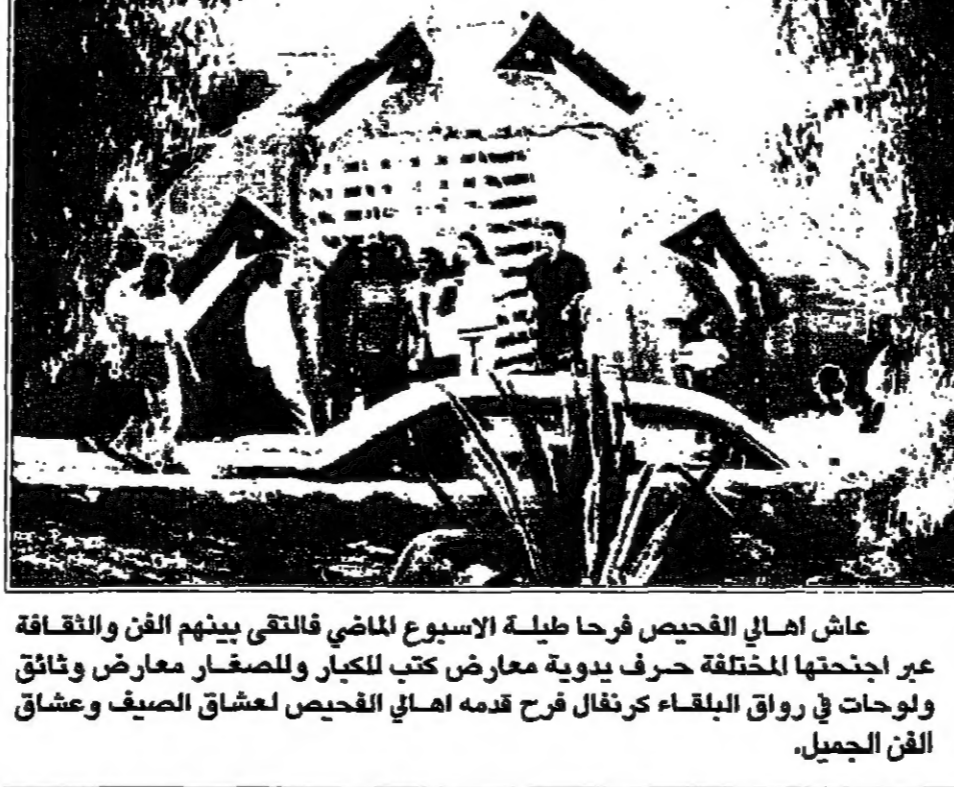 عاش اهالي الفحيص فرحا طيلة الاسبوع الماضي فالتقى بينهم الفن والثقافة
عبر اجنحتها المختلفة حرف يدوية معارض كتب للكبار وللصغار معارض وثائق
ولوحات في رواق البلقاء كرنفال فرح قدمه اهالي الفحيص لعشاق الصيف وعشاق
الفن الجميل.